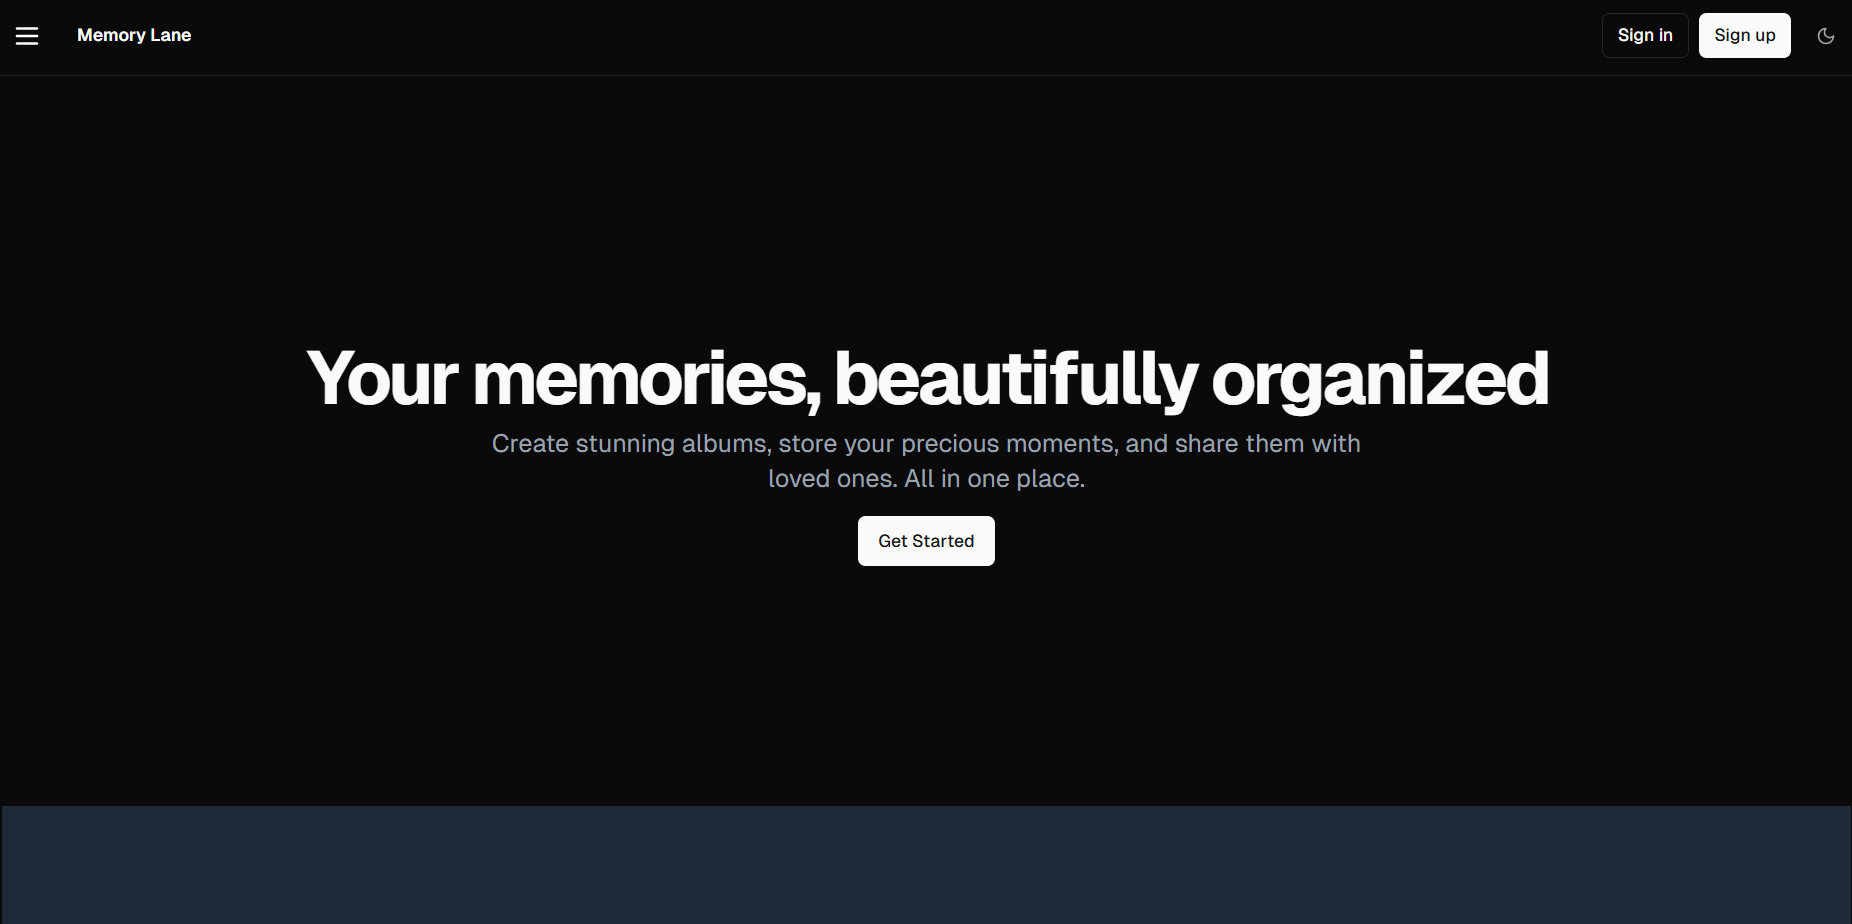 Memory Lane
Sign in
Sign up
Your memories, beautifully organized
Create stunning albums, store your precious moments, and share them with
loved ones. All in one place.
Get Started